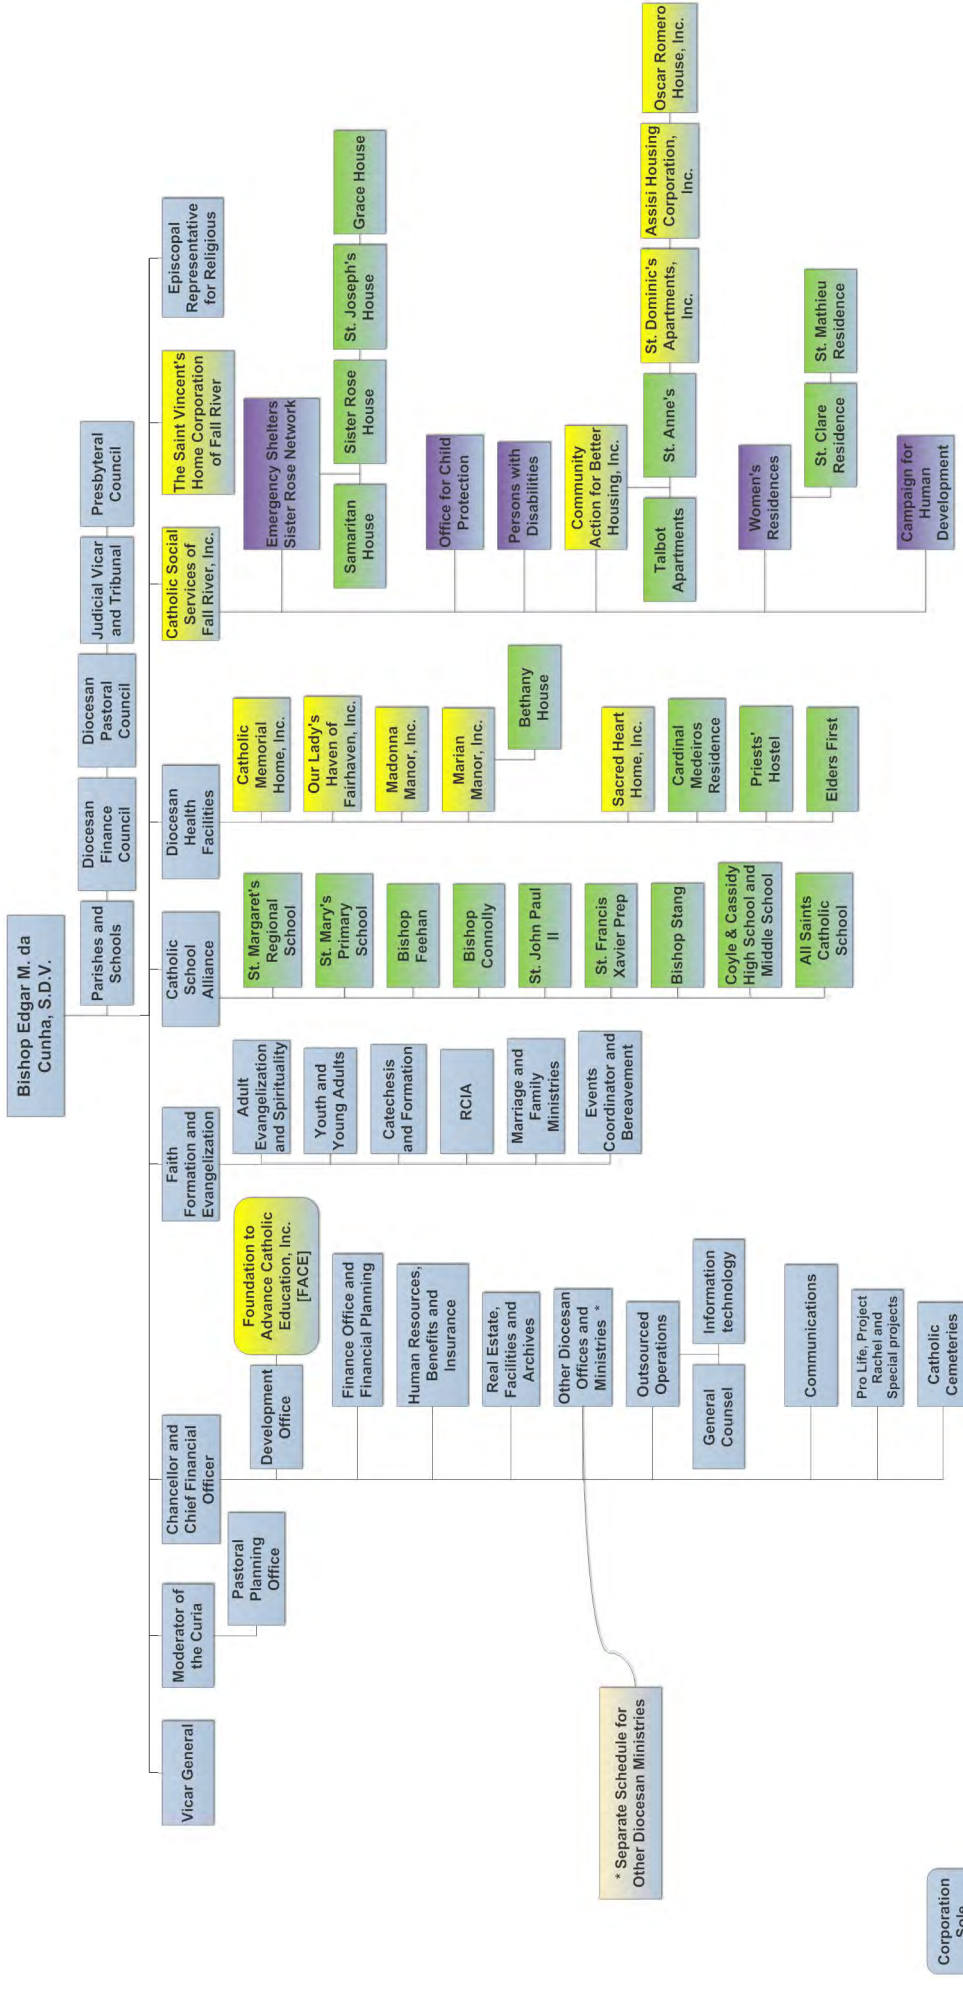 Bishop Edgar M. da
Cunha, S.D.V.
Parishes and
Schools
Diocesan
Finance
Council
Diocesan
Pastoral
Council
Judicial Vicar
and Tribunal
Presbyteral
Council
Vicar General
Moderator of
the Curia
Pastoral
Planning
Office
Chancellor and
Chief Financial
Officer
Development
Office
Foundation to
Advance Catholic
Education, Inc.
[FACE]
Finance Office and
Financial Planning
Human Resources,
Benefits and
Insurance
Real Estate,
Facilities and
Archives
Other Diocesan
Offices and
Ministries *
Outsourced
Operations
General
Counsel
Information
technology
Communications
Pro Life, Project
Rachel and
Special projects
Catholic
Cemeteries
* Separate Schedule for
Other Diocesan Ministries
Faith
Formation and
Evangelization
Adult
Evangelization
and Spirituality
Youth and
Young Adults
Catechesis
and Formation
RCIA
Marriage and
Family
Ministries
Events
Coordinator and
Bereavement
Catholic
School
Alliance
St. Margaret's
Regional
School
St. Mary's
Primary
School
Bishop
Feehan
Bishop
Connolly
St. John Paul
II
St. Francis
Xavier Prep
Bishop Stang
Coyle & Cassidy
High School and
Middle School
All Saints
Catholic
School
Diocesan
Health
Facilities
Catholic
Memorial
Home, Inc.
Our Lady's
Haven of
Fairhaven, Inc.
Madonna
Manor, Inc.
Marian
Manor, Inc.
Bethany
House
Sacred Heart
Home, Inc.
Cardinal
Medeiros
Residence
Priests'
Hostel
Elders First
Catholic Social
Services of
Fall River, Inc.
Emergency Shelters
Sister Rose Network
Samaritan
House
Sister Rose
House
St. Joseph's
House
Grace House
Office for Child
Protection
Persons with
Disabilities
Community
Action for Better
Housing, Inc.
Talbot
Apartments
St. Anne's
St. Dominic's
Apartments,
Inc.
Assisi Housing
Corporation,
Inc.
Oscar Romero
House, Inc.
Women's
Residences
St. Clare
Residence
St. Mathieu
Residence
Campaign for
Human
Development
The Saint Vincent's
Home Corporation
of Fall River
Episcopal
Representative
for Religious
Corporation
Sole